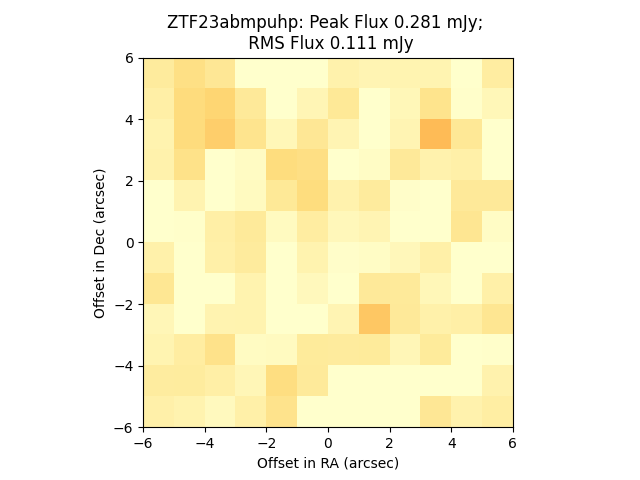 ZTF23abmpuhp: Peak Flux 0.281 mJy;
RMS Flux 0.111 mJy
6
4
2
0
−2
−4
−6
Offset in Dec (arcsec)
−6 −4 −2 0 2 4 6
Offset in RA (arcsec)